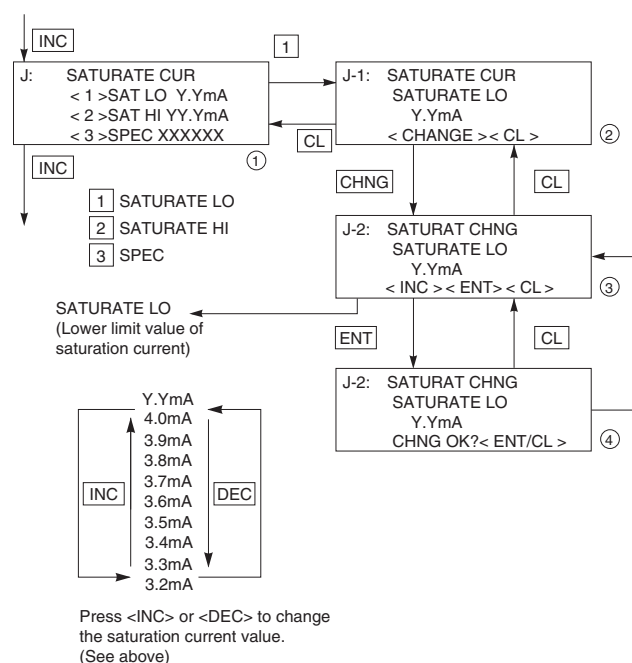 INC
1
J: SATURATE CUR
< 1 >SAT LO Y.YmA
< 2 >SAT HI YY.YmA
< 3 >SPEC XXXXXX
1
CL
INC
J-1: SATURATE CUR
SATURATE LO
Y.YmA
< CHANGE >< CL >
2
CHNG
CL
1 SATURATE LO
2 SATURATE HI
3 SPEC
J-2: SATURAT CHNG
SATURATE LO
Y.YmA
< INC >< ENT>< CL >
3
SATURATE LO
(Lower limit value of
saturation current)
ENT
CL
J-2: SATURAT CHNG
SATURATE LO
Y.YmA
CHNG OK?< ENT/CL >
4
Y.YmA
4.0mA
3.9mA
3.8mA
3.7mA
3.6mA
3.5mA
3.4mA
3.3mA
3.2mA
INC
DEC
Press <INC> or <DEC> to change
the saturation current value.
(See above)